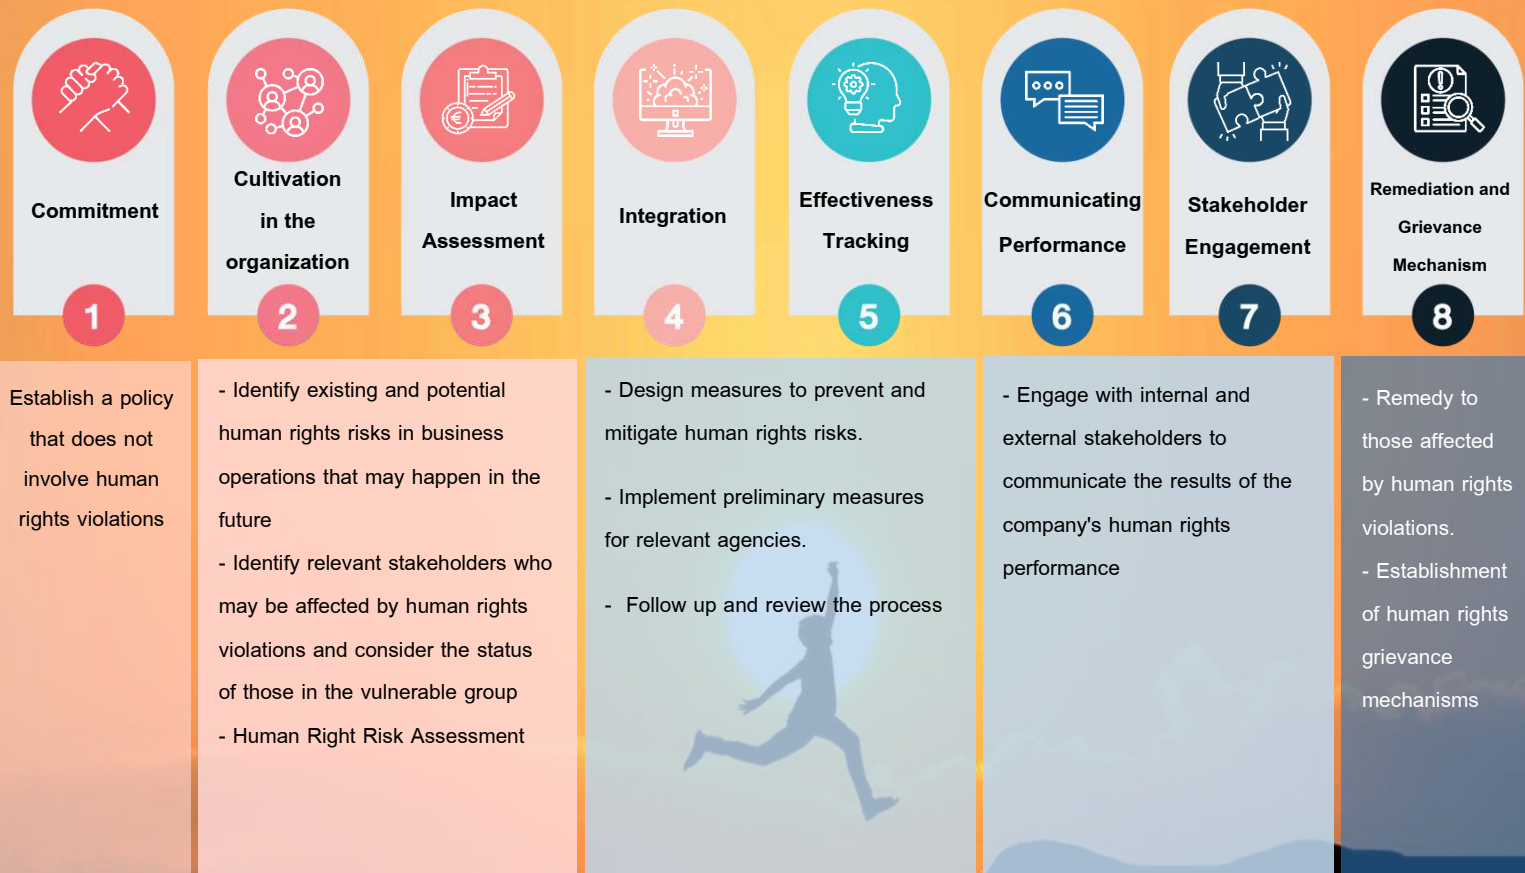 Commitment
1
Cultivation
in the
organization
2
Impact
Assessment
3
Integration
4
Effectiveness
Tracking
5
Communicating
Performance
6
Stakeholder
Engagement
7
Remediation and
Grievance
Mechanism
8
Establish a policy
that does not
involve human
rights violations
- Identify existing and potential
human rights risks in business
operations that may happen in the
future
- Identify relevant stakeholders who
may be affected by human rights
violations and consider the status
of those in the vulnerable group
- Human Right Risk Assessment
- Design measures to prevent and
mitigate human rights risks.
- Implement preliminary measures
for relevant agencies.
- Follow up and review the process
- Engage with internal and
external stakeholders to
communicate the results of the
company's human rights
performance
- Remedy to
those affected
by human rights
violations.
- Establishment
of human rights
grievance
mechanisms